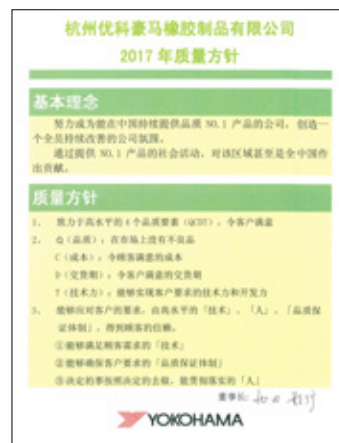 杭州优科豪马橡胶制品有限公司
2017年质量方针
基本理念
努力成为能在中国持续提供品质 NO.1 产品的公司，创造一
个全员持续改善的公司氛围。
通过提供 NO.1 产品的社会活动，对该区域甚至是全中国作
出贡献。
质量方针
1、 致力于高水平的4个品质要素（QCDT），令客户满意
2、 Q（品质）：在市场上没有不良品
C（成本）：令顾客满意的成本
D（交货期）：令客户满意的交货期
T（技术力）：能够实现客户要求的技术力和开发力
3、 能够应对客户的要求，由高水平的「技术」、「人」、「品质保
证体制」，得到顾客的信赖。
①能够满足顾客需求的「技术」
②能够确保客户要求的「品质保证体制」
③决定的事按照决定的去做，能贯彻落实的「人」
董事长:
YOKOHAMA